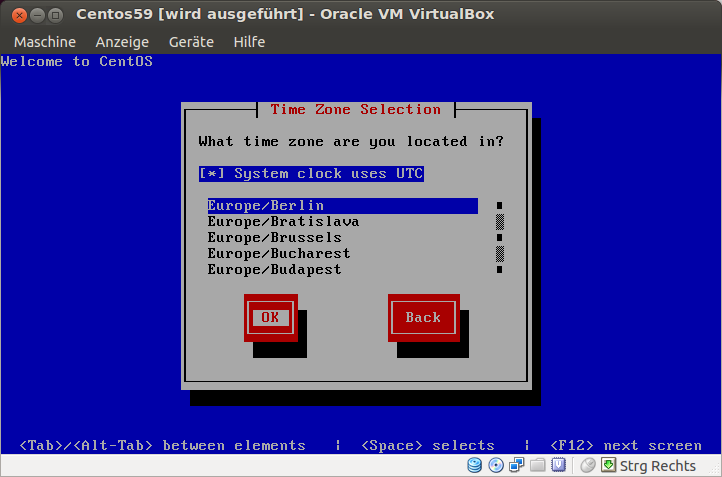 Centos59 [wird ausgeführt] - Oracle VM VirtualBox
Maschine Anzeige Geräte Hilfe
Welcome to CentOS
Time Zone Selection
What time zone are you located in?
[*] System clock uses UTC
Europe/Berlin
Europe/Bratislava
Europe/Brussels
Europe/Bucharest
Europe/Budapest
OK Back
<Tab>/<Alt-Tab> between elements | <Space> selects | <F12> next screen
Strg Rechts